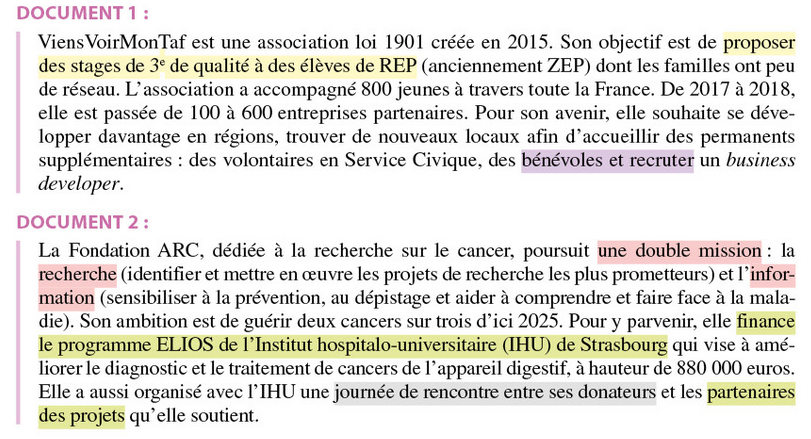 DOCUMENT 1 :
ViensVoirMonTaf est une association loi 1901 créée en 2015. Son objectif est de proposer
des stages de 3e de qualité à des élèves de REP (anciennement ZEP) dont les familles ont peu
de réseau. L’association a accompagné 800 jeunes à travers toute la France. De 2017 à 2018,
elle est passée de 100 à 600 entreprises partenaires. Pour son avenir, elle souhaite se déve-
lopper davantage en régions, trouver de nouveaux locaux afin d’accueillir des permanents
supplémentaires : des volontaires en Service Civique, des bénévoles et recruter un business
developer.
DOCUMENT 2 :
La Fondation ARC, dédiée à la recherche sur le cancer, poursuit une double mission : la
recherche (identifier et mettre en œuvre les projets de recherche les plus prometteurs) et l’infor-
mation (sensibiliser à la prévention, au dépistage et aider à comprendre et faire face à la mala-
die). Son ambition est de guérir deux cancers sur trois d’ici 2025. Pour y parvenir, elle finance
le programme ELIOS de l’Institut hospitalo-universitaire (IHU) de Strasbourg qui vise à amé-
liorer le diagnostic et le traitement de cancers de l’appareil digestif, à hauteur de 880 000 euros.
Elle a aussi organisé avec l’IHU une journée de rencontre entre ses donateurs et les partenaires
des projets qu’elle soutient.